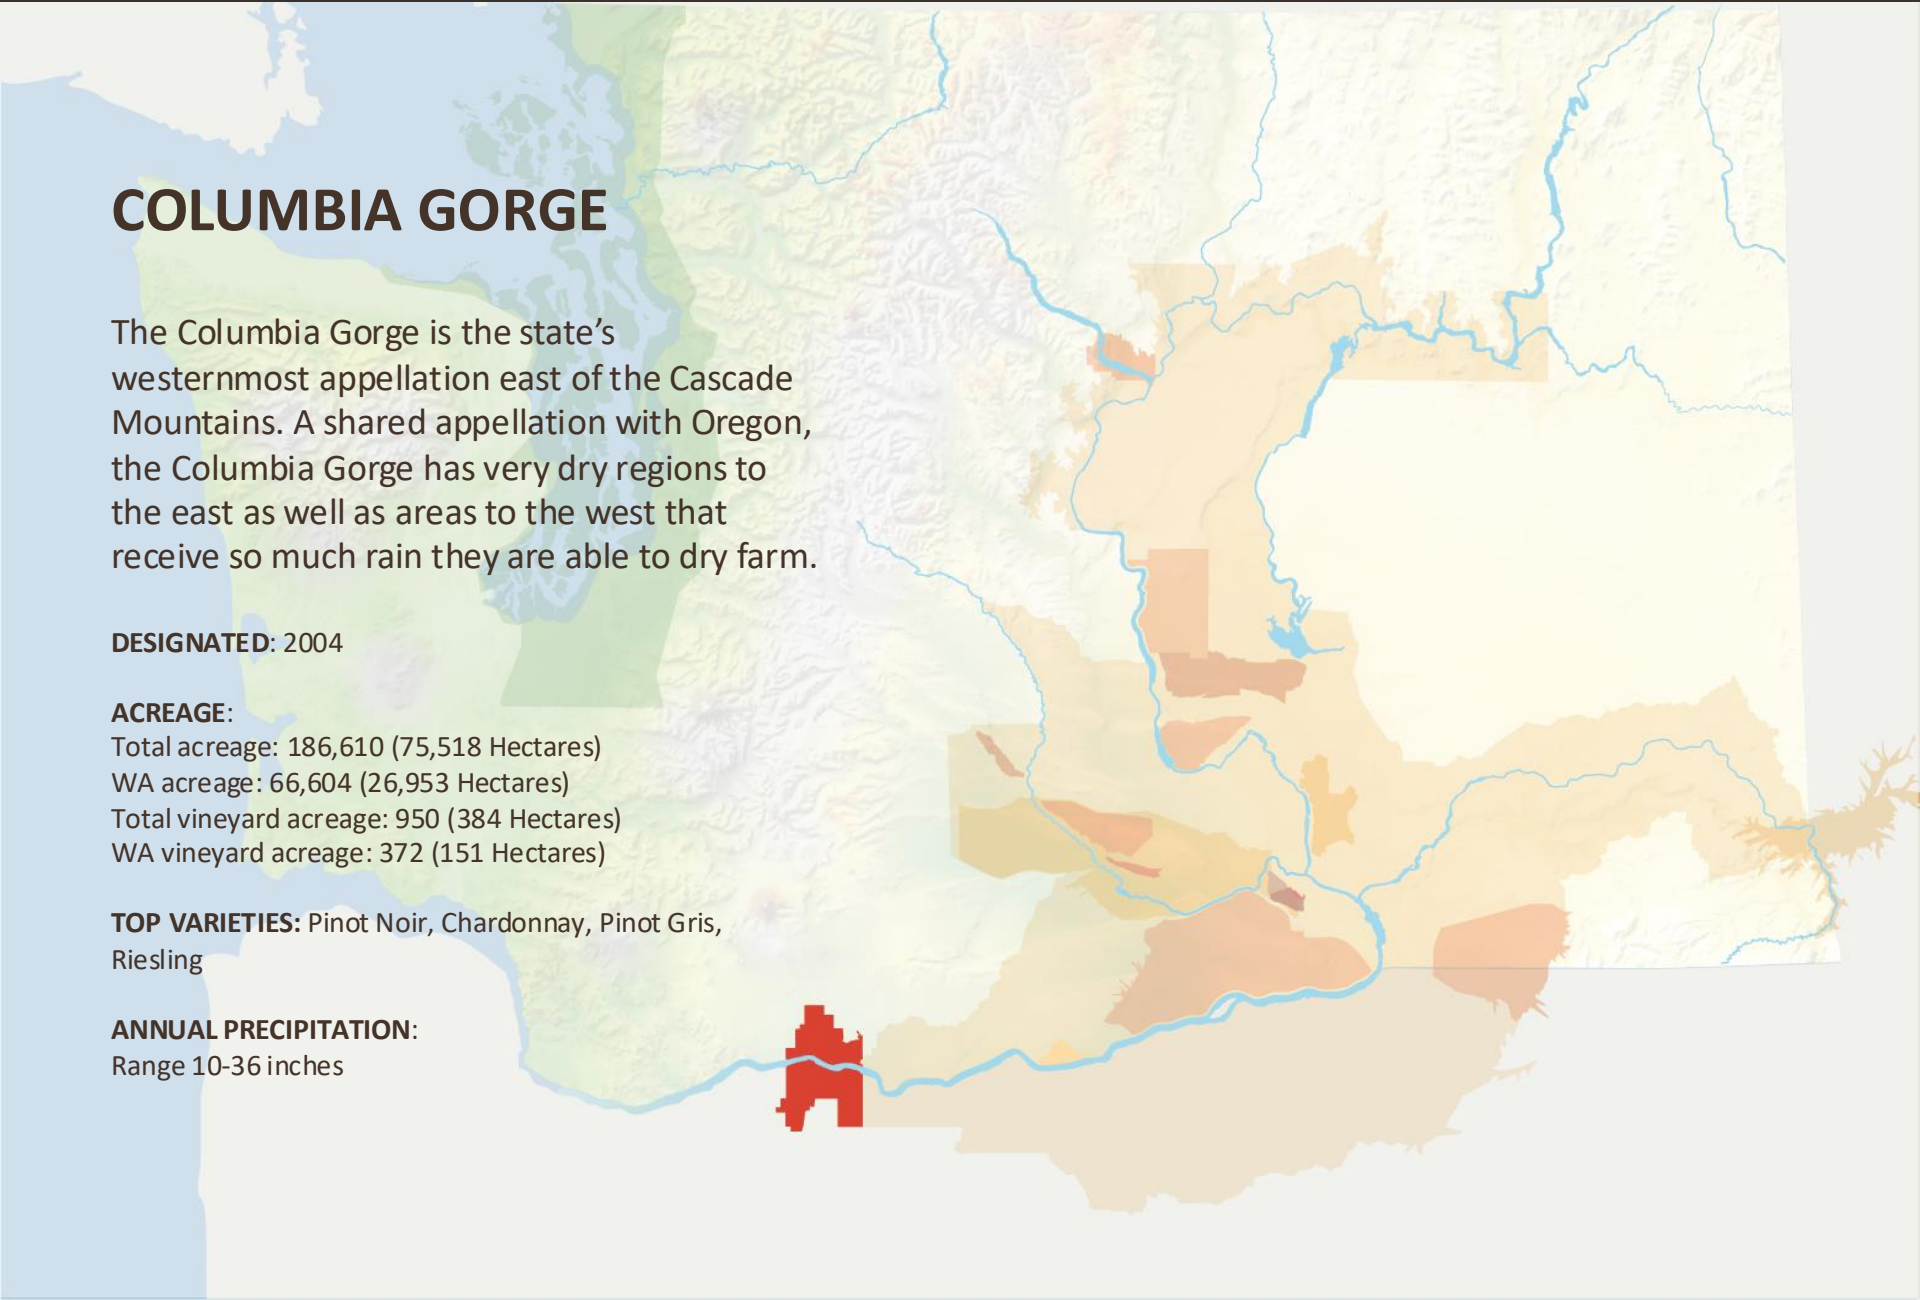 COLUMBIA GORGE
The Columbia Gorge is the state’s
westernmost appellation east of the Cascade
Mountains. A shared appellation with Oregon,
the Columbia Gorge has very dry regions to
the east as well as areas to the west that
receive so much rain they are able to dry farm.
DESIGNATED: 2004
ACREAGE:
Total acreage: 186,610 (75,518 Hectares)
WA acreage: 66,604 (26,953 Hectares)
Total vineyard acreage: 950 (384 Hectares)
WA vineyard acreage: 372 (151 Hectares)
TOP VARIETIES: Pinot Noir, Chardonnay, Pinot Gris,
Riesling
ANNUAL PRECIPITATION:
Range 10-36 inches